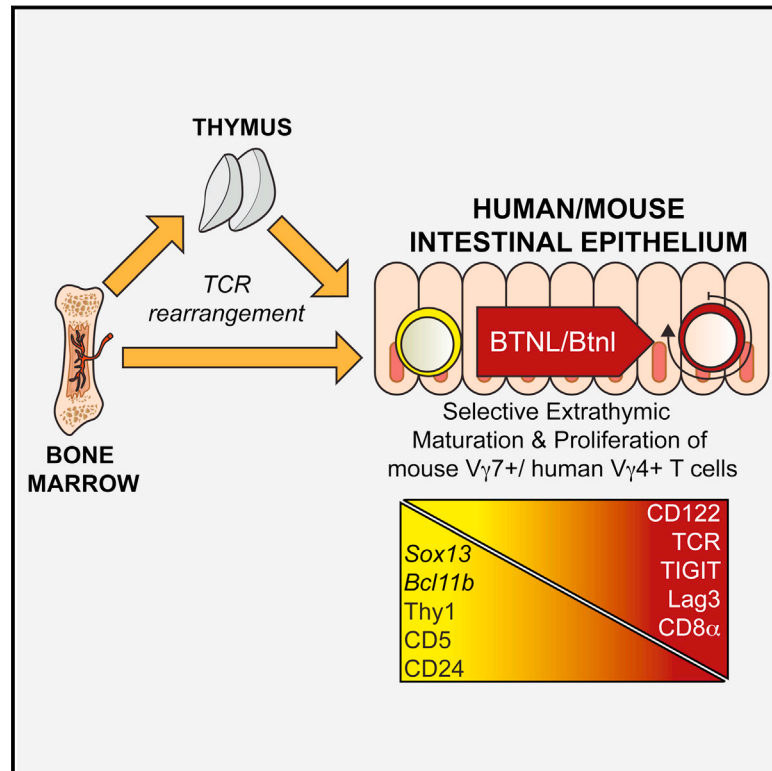 THYMUS
TCR
rearrangement
BONE
MARROW
HUMAN/MOUSE
INTESTINAL EPITHELIUM
BTNL/Btnl
Selective Extrathymic
Maturation & Proliferation of
mouse Vγ7+/ human Vγ4+ T cells
Sox13
Bcl11b
Thy1
CD5
CD24
CD122
TCR
TIGIT
Lag3
CD8α